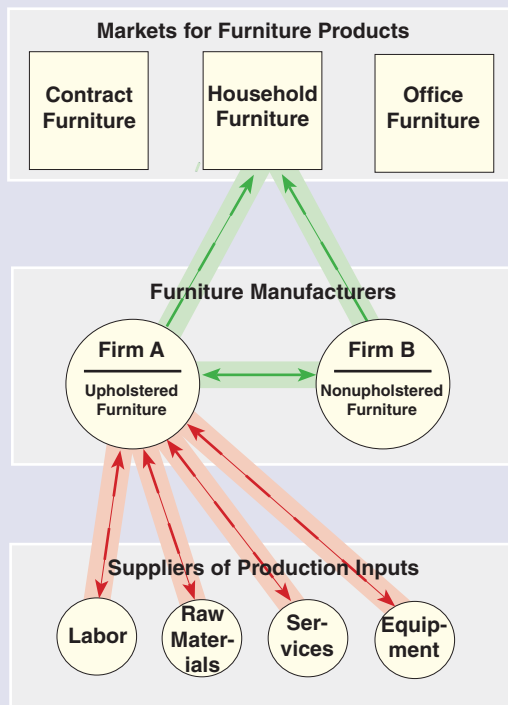 Markets for Furniture Products
Contract
Furniture
Household
Furniture
Office
Furniture
Furniture Manufacturers
Firm A
Upholstered
Furniture
Firm B
Nonupholstered
Furniture
Suppliers of Production Inputs
Labor
Raw
Mater-
ials
Ser-
vices
Equip-
ment